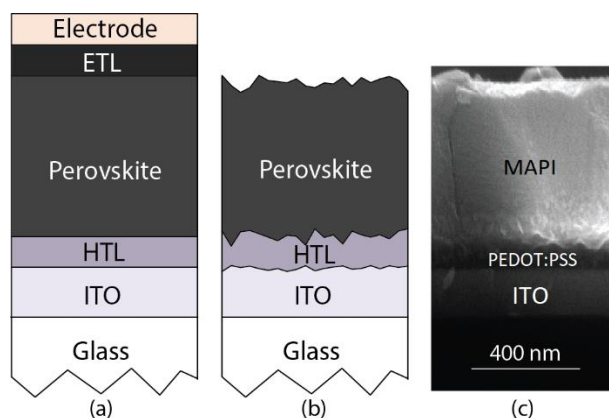 Electrode
ETL
Perovskite
HTL
ITO
Glass
(a)
Perovskite
HTL
ITO
Glass
(b)
MAPI
PEDOT:PSS
ITO
400 nm
(c)